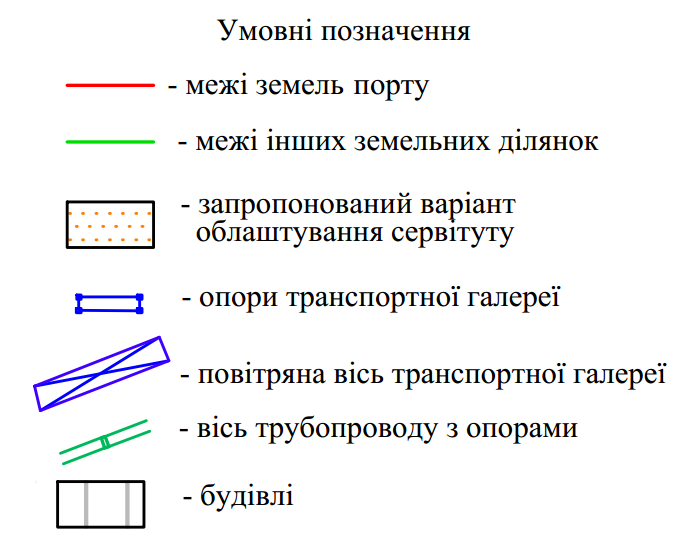 Умовні позначення
- межі земель порту
- межі інших земельних ділянок
- запропонований варіант
облаштування сервітуту
- опори транспортної галереї
- повітряна вісь транспортної галереї
- вісь трубопроводу з опорами
- будівлі